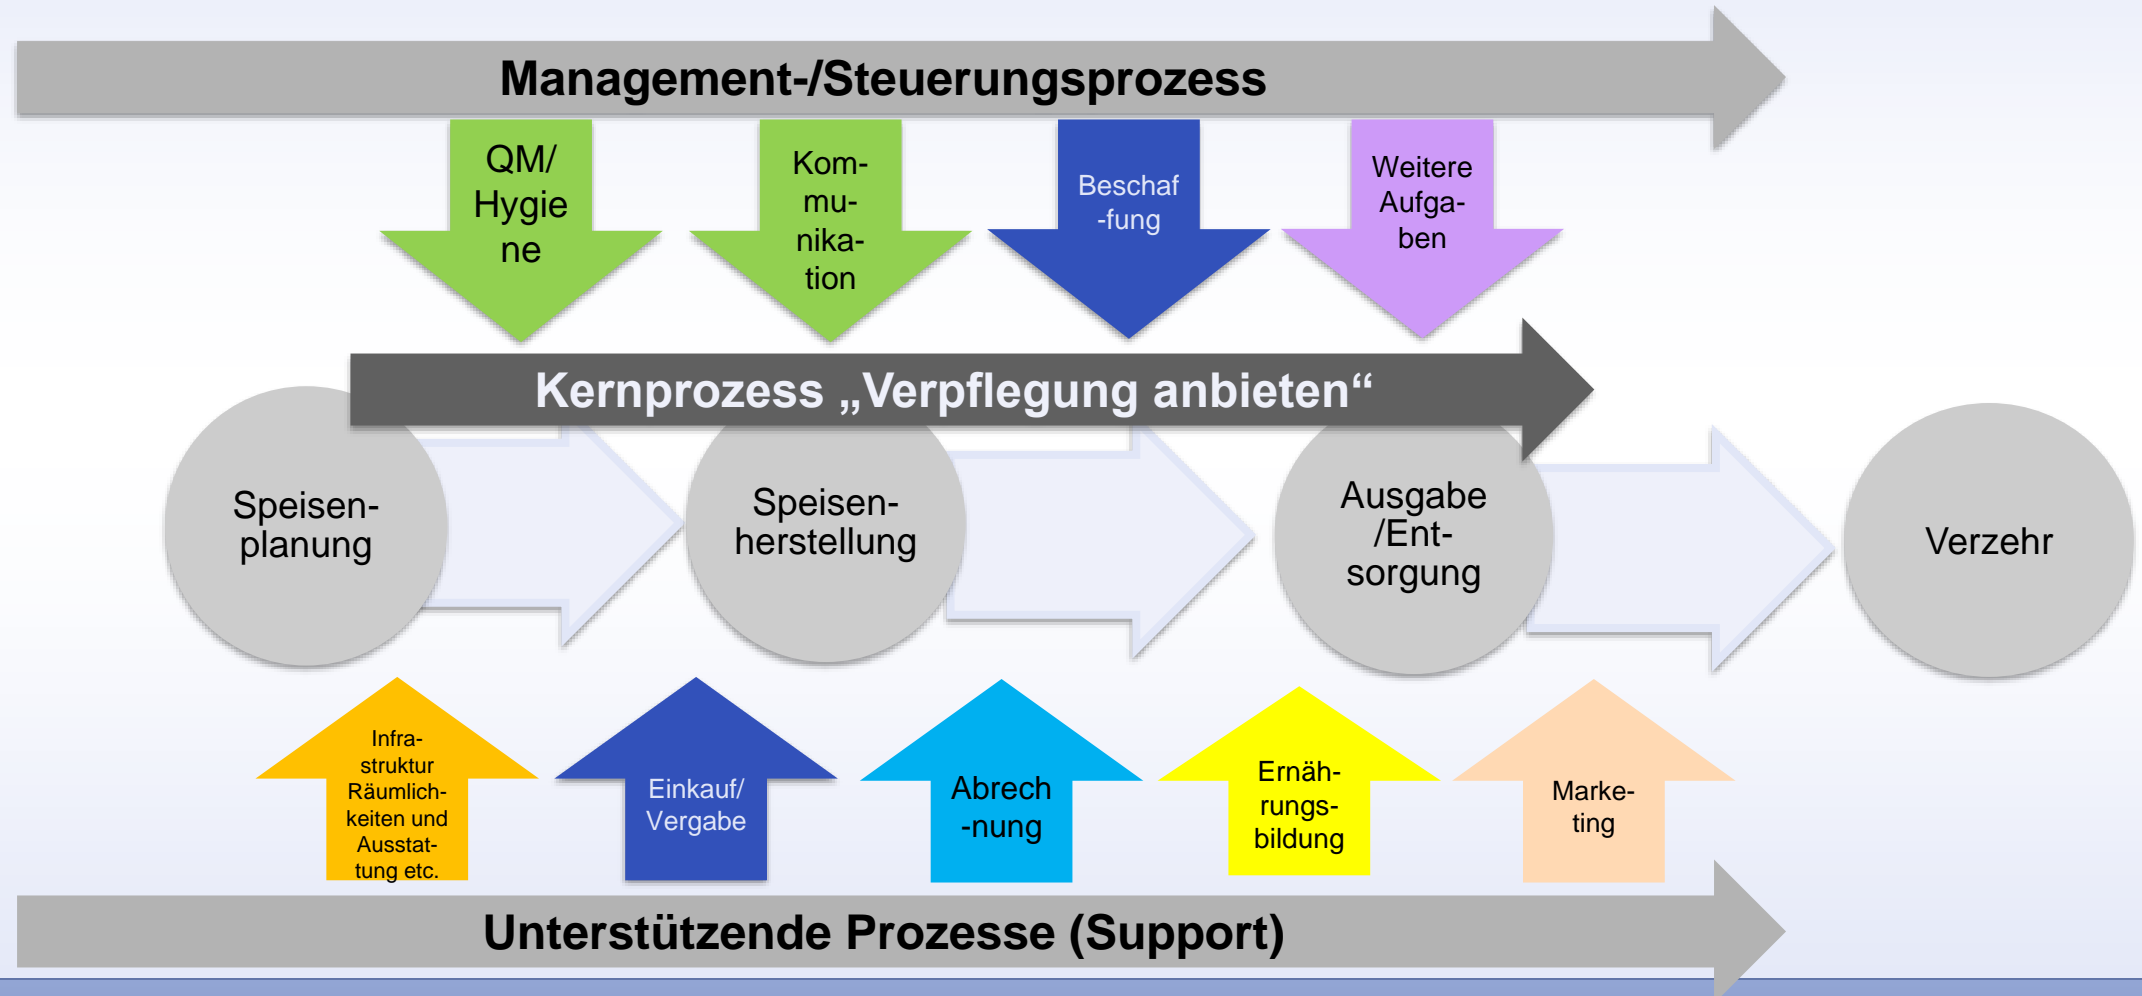 Management-/Steuerungsprozess
QM/
Hygie
ne
Kom-
mu-
nika-
tion
Beschaf
-fung
Weitere
Aufga-
ben
Kernprozess „Verpflegung anbieten“
Speisen-
planung
Speisen-
herstellung
Ausgabe
/Ent-
sorgung
Verzehr
Infra-
struktur
Räumlich-
keiten und
Ausstat-
tung etc.
Einkauf/
Vergabe
Abrech
-nung
Ernäh-
rungs-
bildung
Marke-
ting
Unterstützende Prozesse (Support)